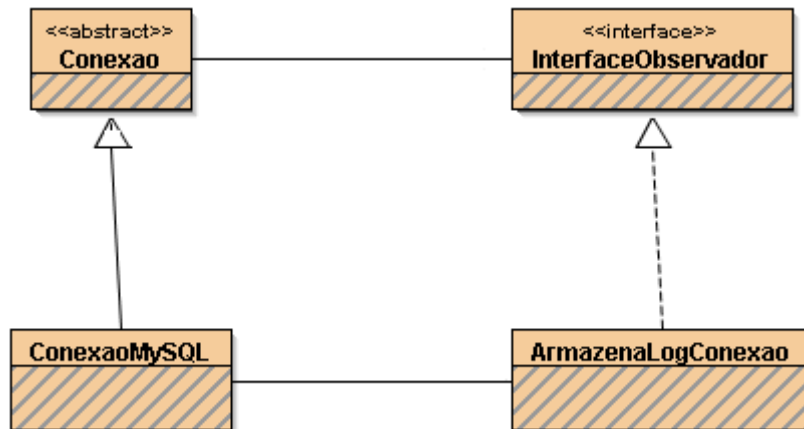 <<abstract>>
Conexao
<<interface>>
InterfaceObservador
ConexaoMySQL
ArmazenaLogConexao